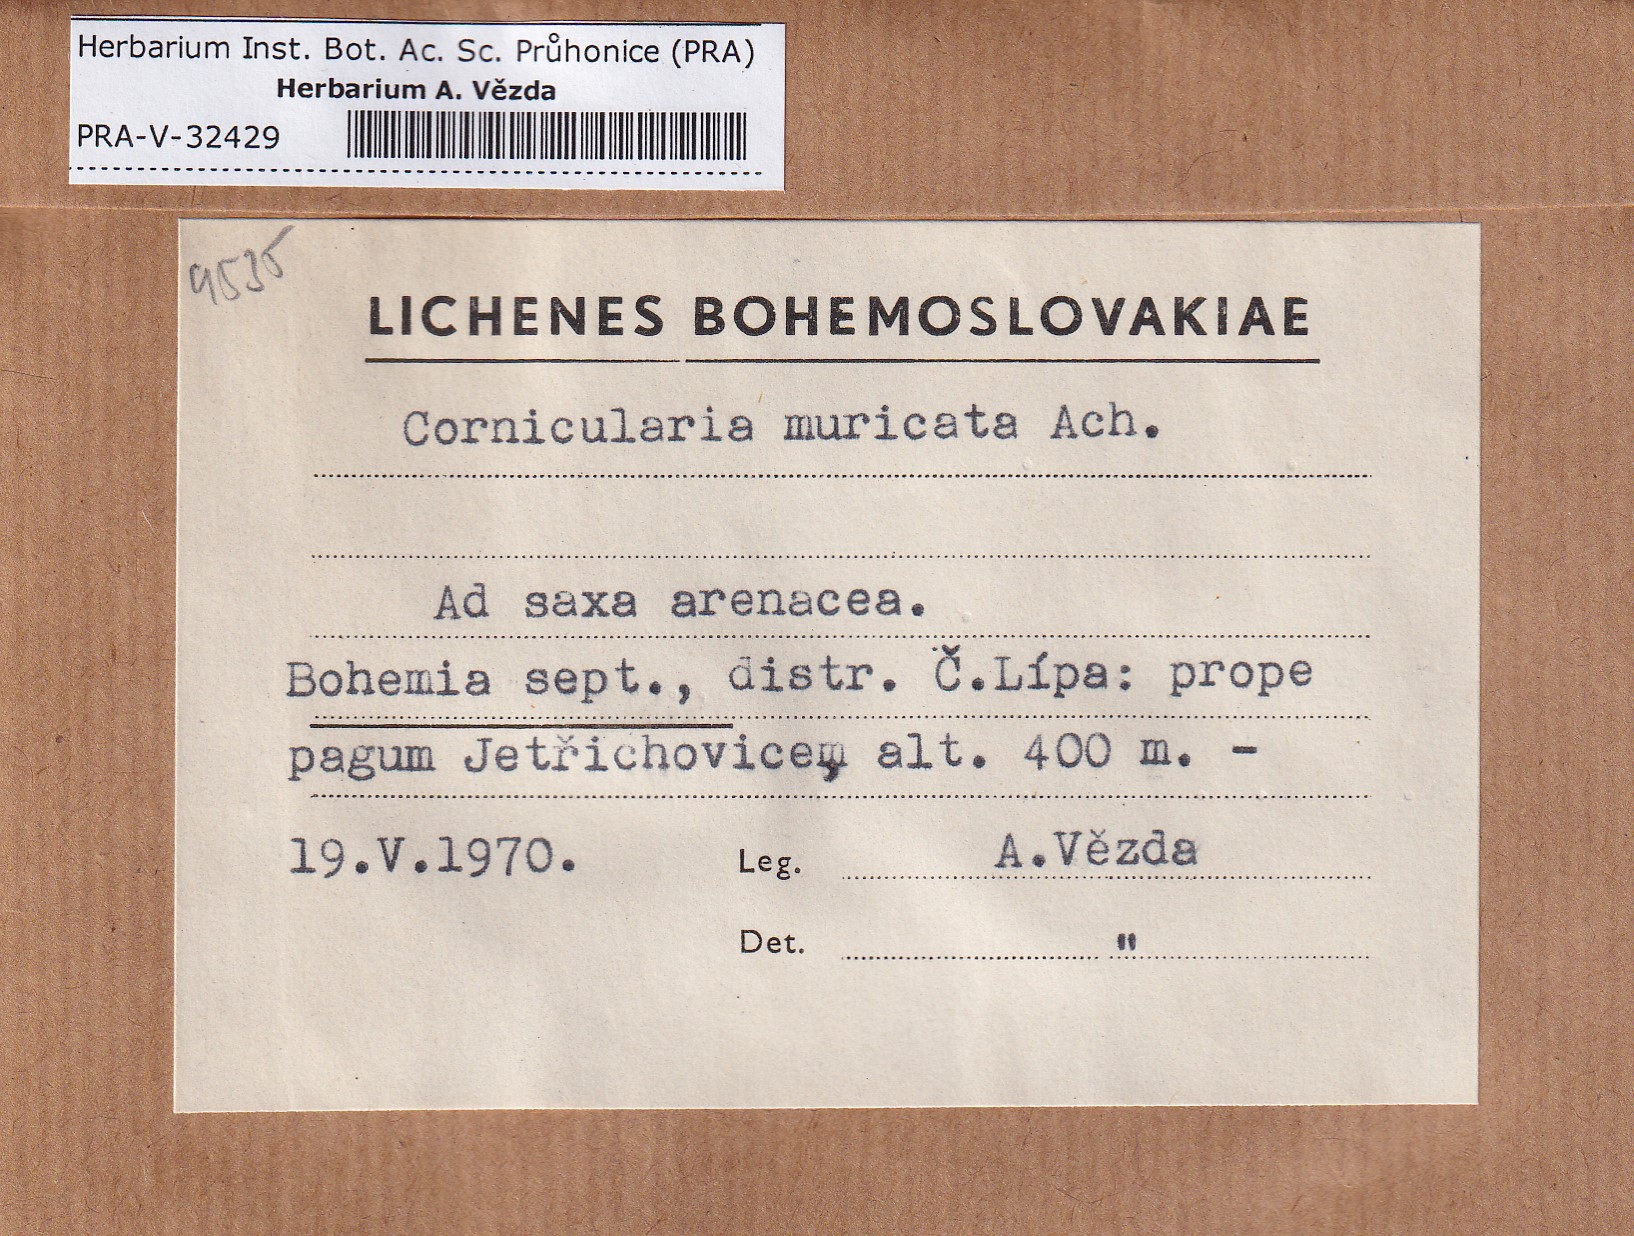 Herbarium Inst. Bot. Ac. Sc. Průhonice (PRA)
Herbarium A. Vězda
PRA-V-32429
9535
LICHENES BOHEMOSLOVAKIAE
Cornicularia muricata Ach.
Ad saxa arenacea.
Bohemia sept., distr. Č.Lípa: prope
pagum Jetřichovice, alt. 400 m. -
19.V.1970. Leg. A.Vězda
Det. "